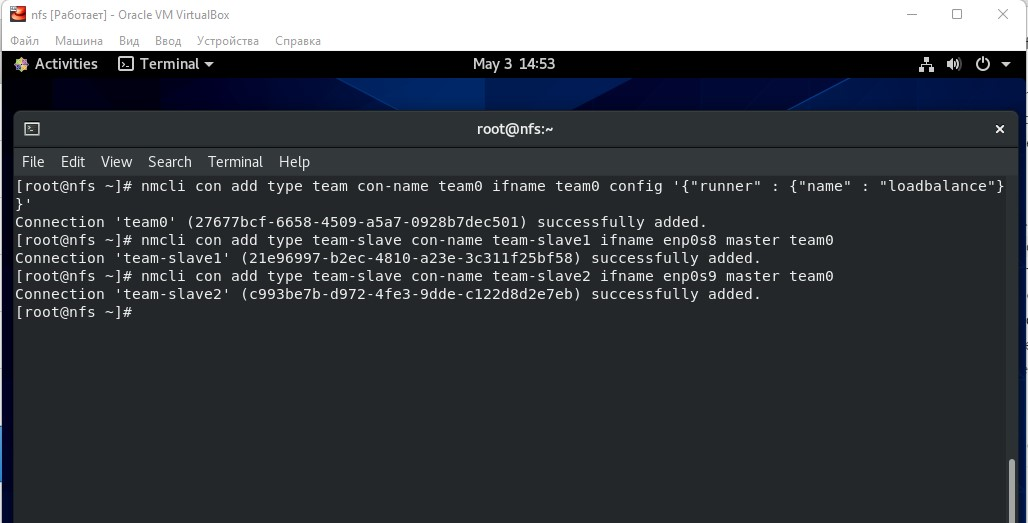 nfs [Работает] - Oracle VM VirtualBox
Файл Машина Вид Ввод Устройства Справка
Activities Terminal May 3 14:53
root@nfs:~
File Edit View Search Terminal Help
[root@nfs ~]# nmcli con add type team con-name team0 ifname team0 config '{"runner" : {"name" : "loadbalance"}
}'
Connection 'team0' (27677bcf-6658-4509-a5a7-0928b7dec501) successfully added.
[root@nfs ~]# nmcli con add type team-slave con-name team-slave1 ifname enp0s8 master team0
Connection 'team-slave1' (21e96997-b2ec-4810-a23e-3c311f25bf58) successfully added.
[root@nfs ~]# nmcli con add type team-slave con-name team-slave2 ifname enp0s9 master team0
Connection 'team-slave2' (c993be7b-d972-4fe3-9dde-c122d8d2e7eb) successfully added.
[root@nfs ~]#